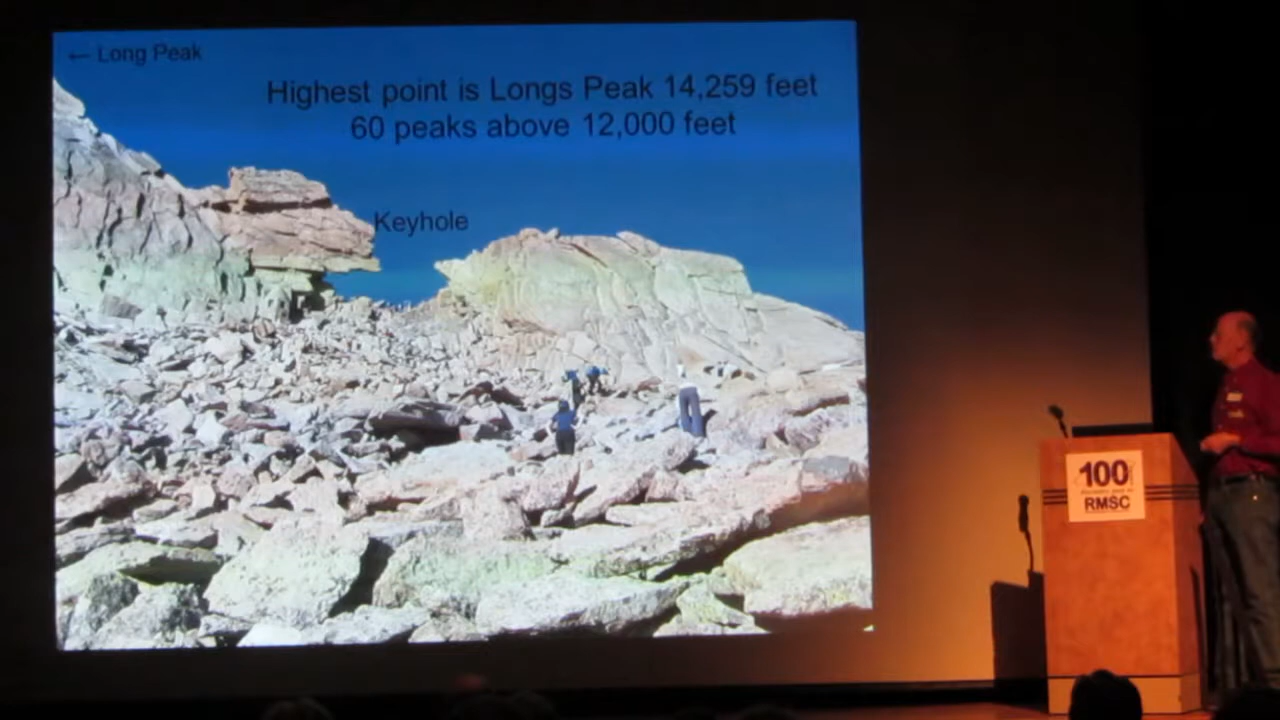 ← Long Peak
Highest point is Longs Peak 14,259 feet
60 peaks above 12,000 feet
Keyhole
100
RMSC